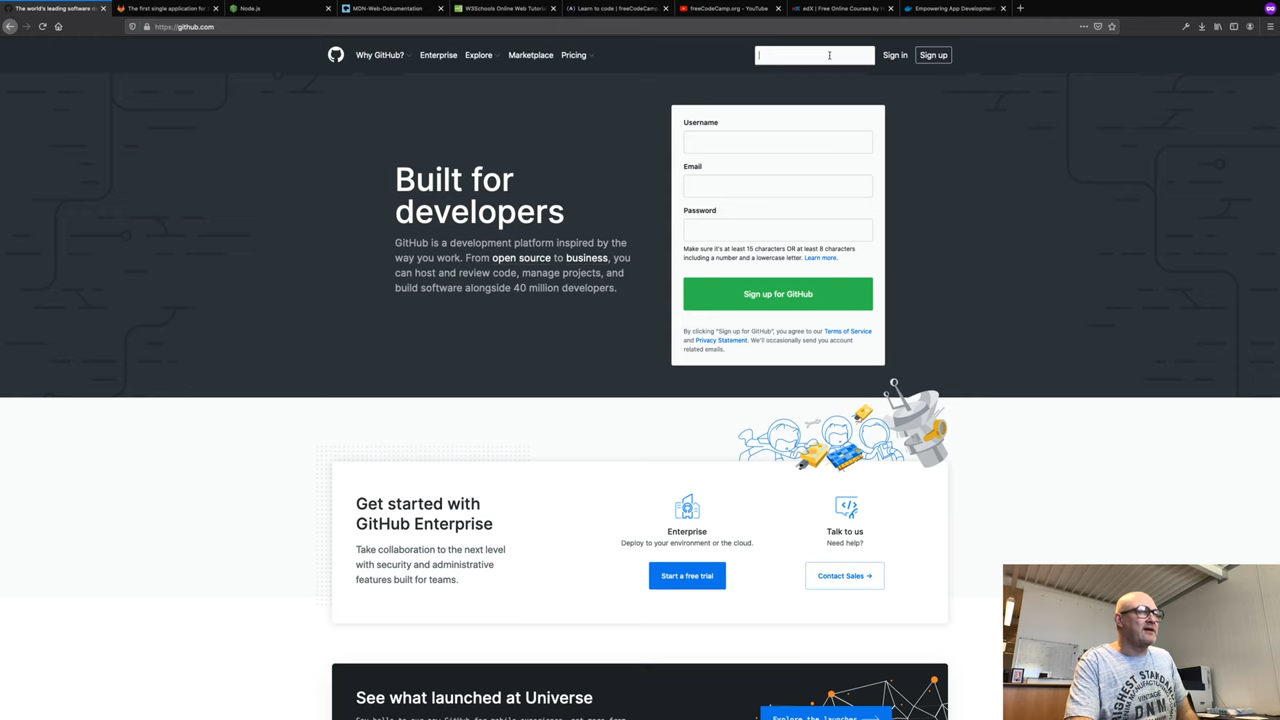 The world's leading software d
The first single application for t
Node.js
MDN-Web-Dokumentation
W3Schools Online Web Tutoria
Learn to code | freeCodeCamp.
freeCodeCamp.org - YouTube
edX | Free Online Courses by H
Empowering App Development
https://github.com
Why GitHub?
Enterprise
Explore
Marketplace
Pricing
Sign in
Sign up
Built for
developers
GitHub is a development platform inspired by the
way you work. From open source to business, you
can host and review code, manage projects, and
build software alongside 40 million developers.
Username
Email
Password
Make sure it's at least 15 characters OR at least 8 characters
including a number and a lowercase letter. Learn more.
Sign up for GitHub
By clicking "Sign up for GitHub", you agree to our Terms of Service
and Privacy Statement. We'll occasionally send you account
related emails.
Get started with
GitHub Enterprise
Take collaboration to the next level
with security and administrative
features built for teams.
Enterprise
Deploy to your environment or the cloud.
Start a free trial
Talk to us
Need help?
Contact Sales →
See what launched at Universe
HIGHEST
STANDARD
VINTAGE